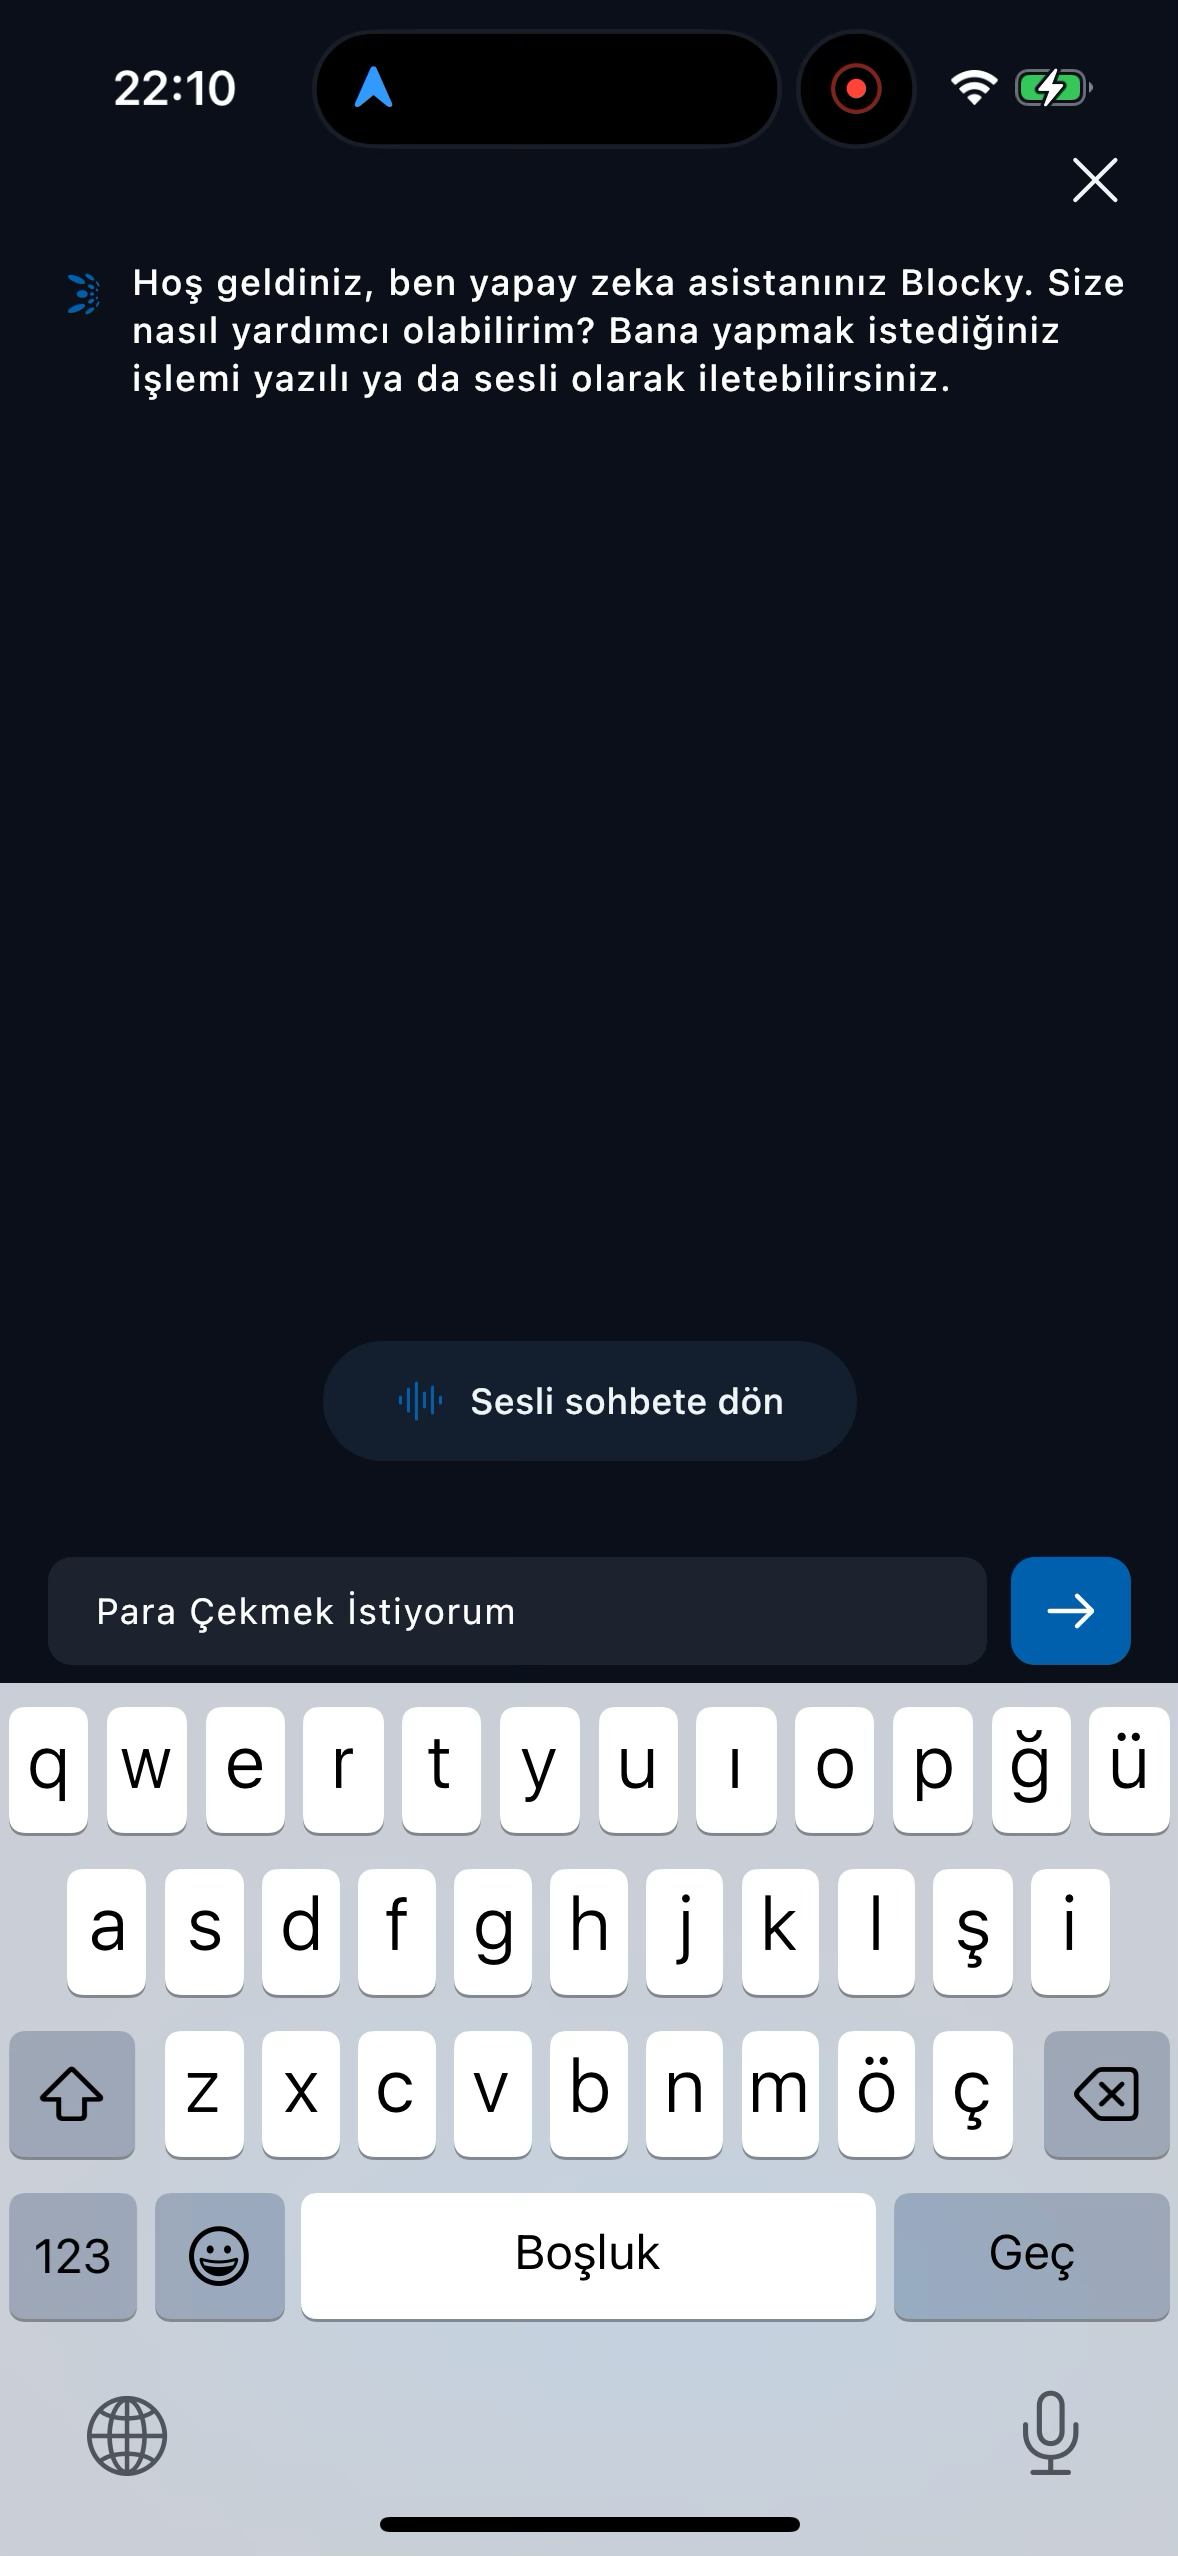 22:10
Hoş geldiniz, ben yapay zeka asistanınız Blocky. Size
nasıl yardımcı olabilirim? Bana yapmak istediğiniz
işlemi yazılı ya da sesli olarak iletebilirsiniz.
Sesli sohbete dön
Para Çekmek İstiyorum
q w e r t y u ı o p ğ ü
a s d f g h j k l ş i
z x c v b n m ö ç
123 Boşluk Geç